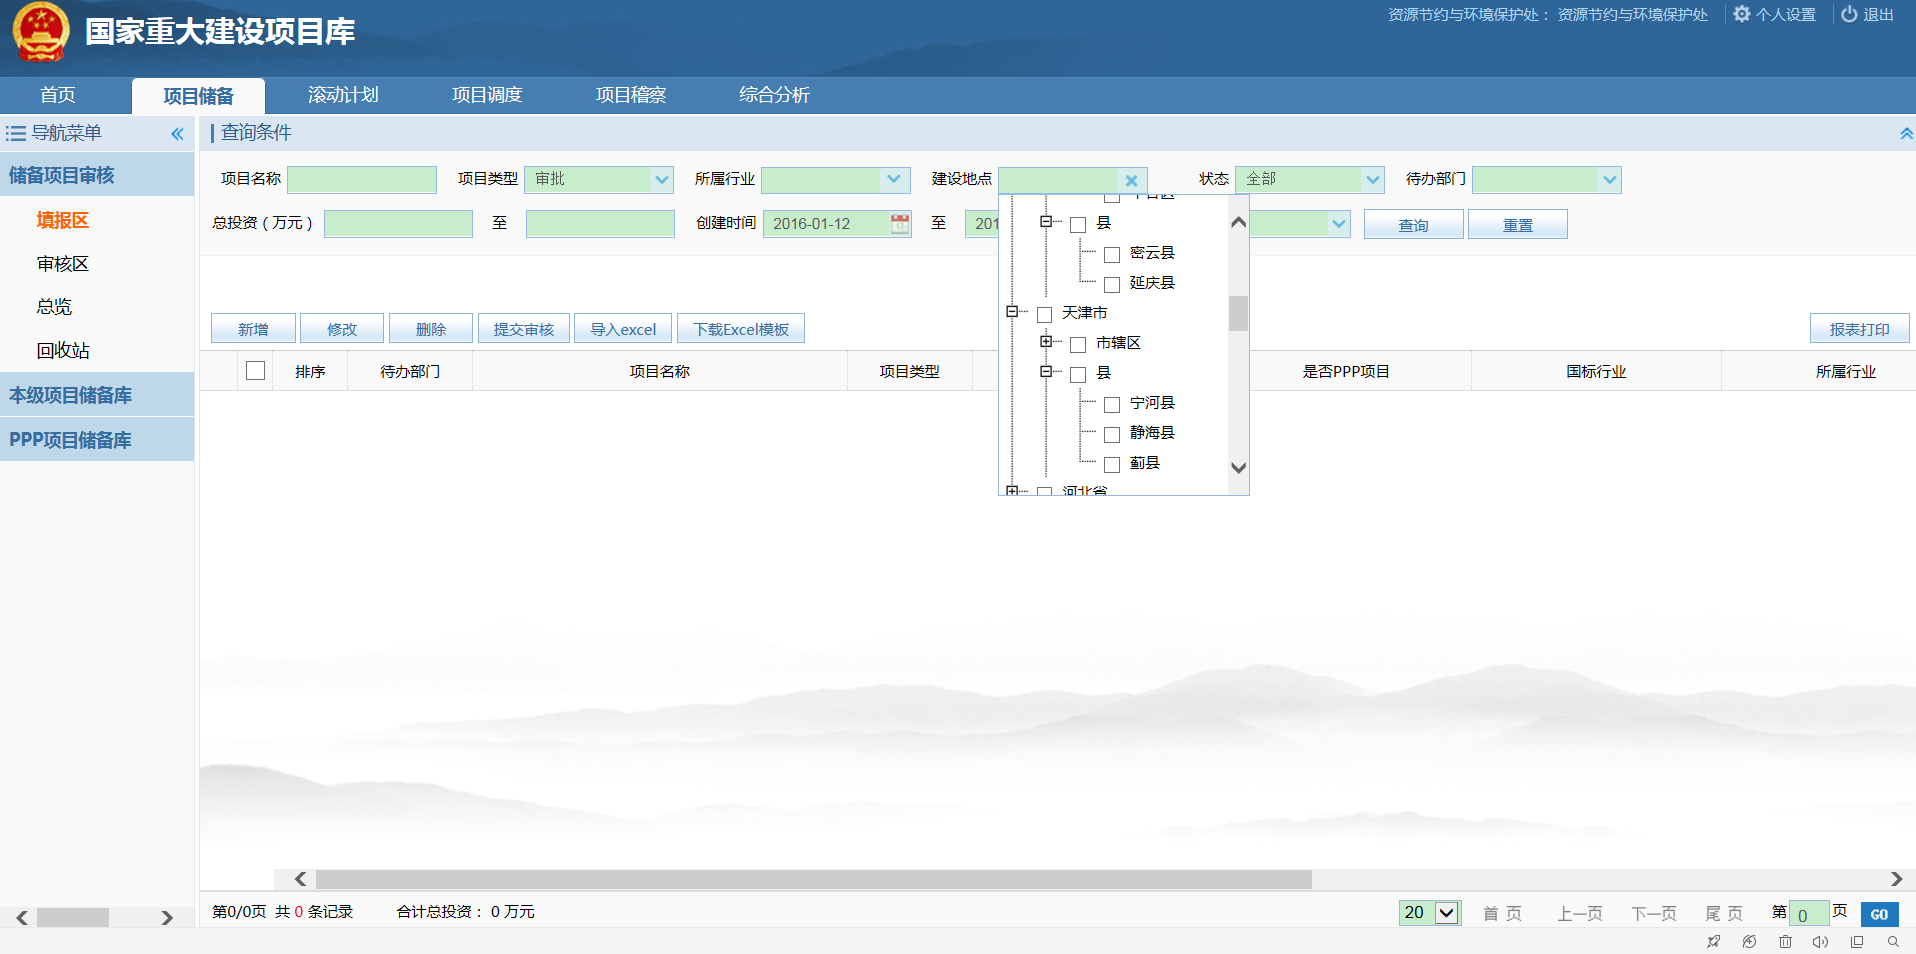 国家重大建设项目库
资源节约与环境保护处： 资源节约与环境保护处 个人设置 退出
首页 项目储备 滚动计划 项目调度 项目稽察 综合分析
导航菜单
储备项目审核
填报区
审核区
总览
回收站
本级项目储备库
PPP项目储备库
查询条件
项目名称 项目类型 审批 所属行业 建设地点 状态 全部 待办部门
总投资（万元） 至 创建时间 2016-01-12 至 201 查询 重置
县
密云县
延庆县
天津市
市辖区
县
宁河县
静海县
蓟县
河北省
新增 修改 删除 提交审核 导入excel 下载Excel模板 报表打印
排序 待办部门 项目名称 项目类型 是否PPP项目 国标行业 所属行业
第0/0页 共 0 条记录 合计总投资： 0 万元
20 首 页 上一页 下一页 尾 页 第 0 页 GO